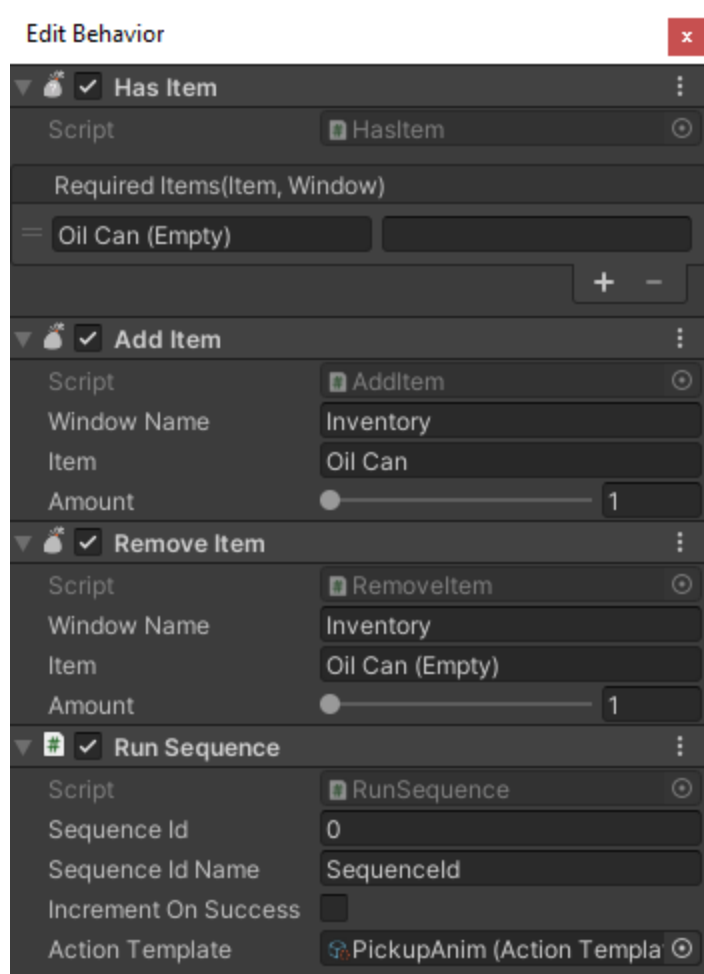 Edit Behavior
x
Has Item
Script # HasItem
Required Items(Item, Window)
Oil Can (Empty)
+ −
Add Item
Script # AddItem
Window Name Inventory
Item Oil Can
Amount 1
Remove Item
Script # RemoveItem
Window Name Inventory
Item Oil Can (Empty)
Amount 1
# Run Sequence
Script # RunSequence
Sequence Id 0
Sequence Id Name SequenceId
Increment On Success
Action Template PickupAnim (Action Templa